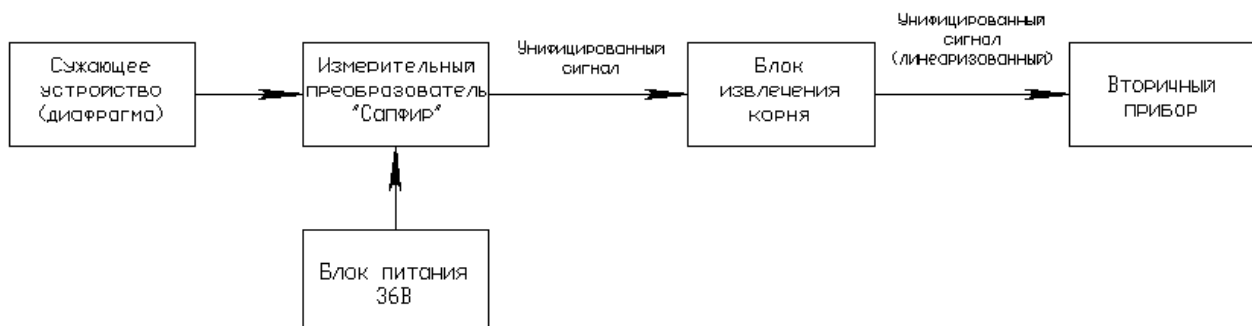 Сужающее
устройство
(диафрагма)
Измерительный
преобразователь
"Сапфир"
Унифицированный
сигнал
Блок
извлечения
корня
Унифицированный
сигнал
(линеаризованный)
Вторичный
прибор
Блок питания
36В